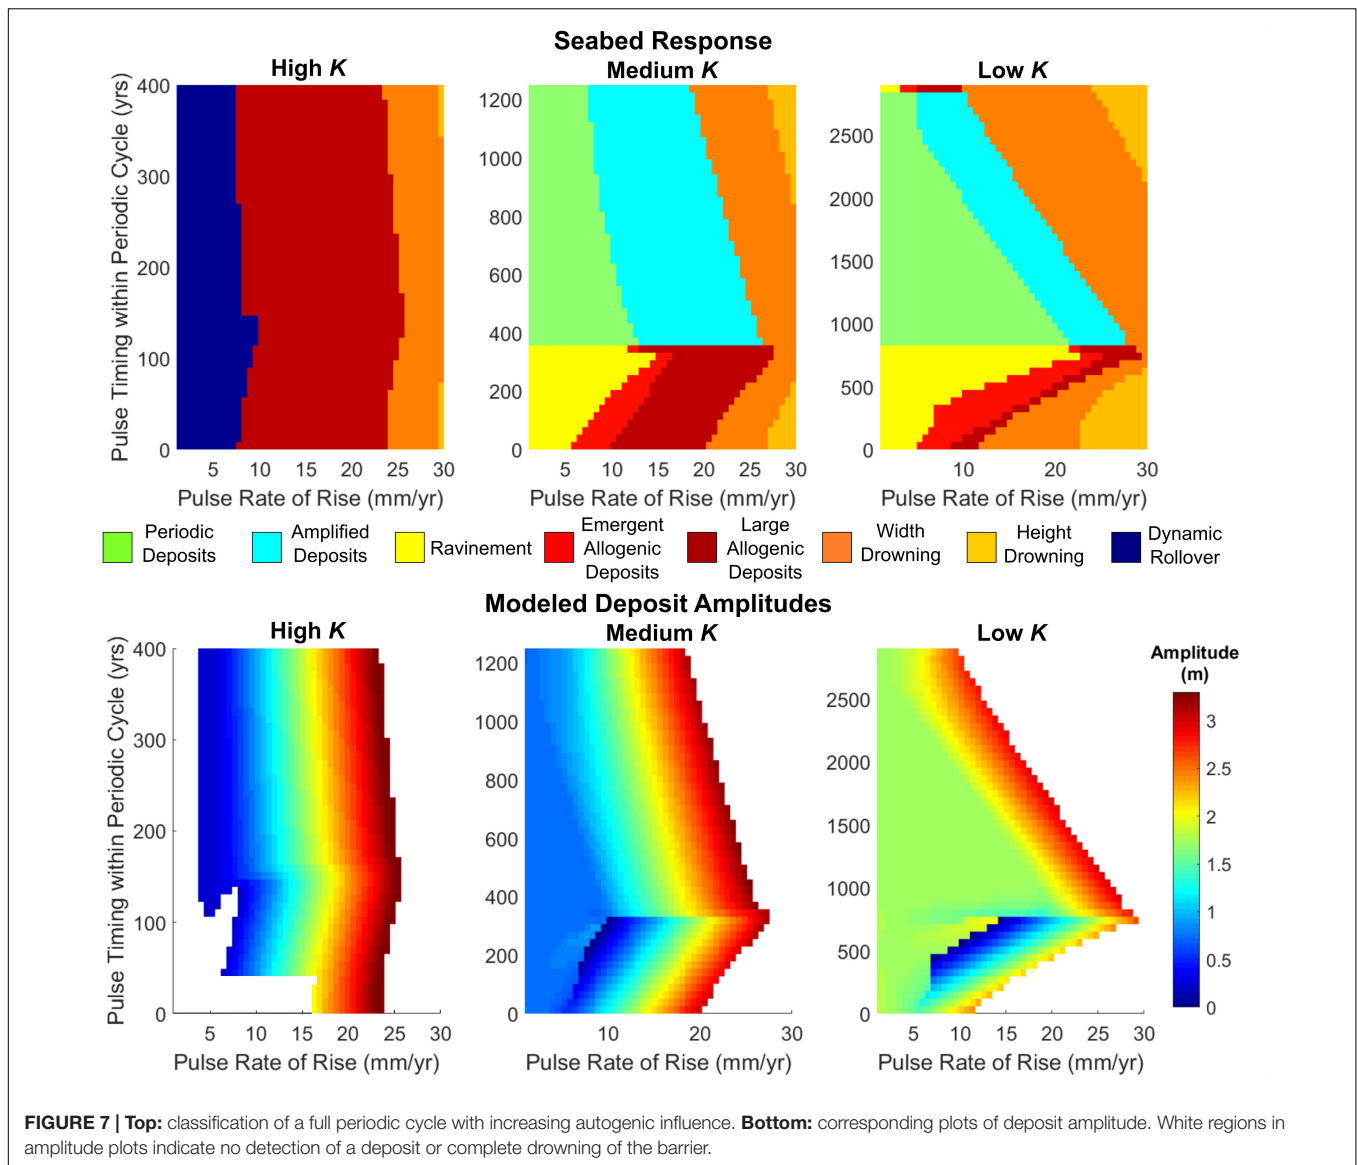 Seabed Response
High K
Medium K
Low K
Pulse Timing within Periodic Cycle (yrs)
400
300
200
100
0
5
10
15
20
25
30
Pulse Rate of Rise (mm/yr)
1200
1000
800
600
400
200
0
5
10
15
20
25
30
Pulse Rate of Rise (mm/yr)
2500
2000
1500
1000
500
0
10
20
30
Pulse Rate of Rise (mm/yr)
Periodic
Deposits
Amplified
Deposits
Ravinement
Emergent
Allogenic
Deposits
Large
Allogenic
Deposits
Width
Drowning
Height
Drowning
Dynamic
Rollover
Modeled Deposit Amplitudes
High K
Medium K
Low K
Pulse Timing within Periodic Cycle (yrs)
400
300
200
100
0
5
10
15
20
25
30
Pulse Rate of Rise (mm/yr)
1200
1000
800
600
400
200
0
10
20
30
Pulse Rate of Rise (mm/yr)
2500
2000
1500
1000
500
0
5
10
15
20
25
30
Pulse Rate of Rise (mm/yr)
Amplitude
(m)
3
2.5
2
1.5
1
0.5
0
FIGURE 7 | Top: classification of a full periodic cycle with increasing autogenic influence. Bottom: corresponding plots of deposit amplitude. White regions in
amplitude plots indicate no detection of a deposit or complete drowning of the barrier.